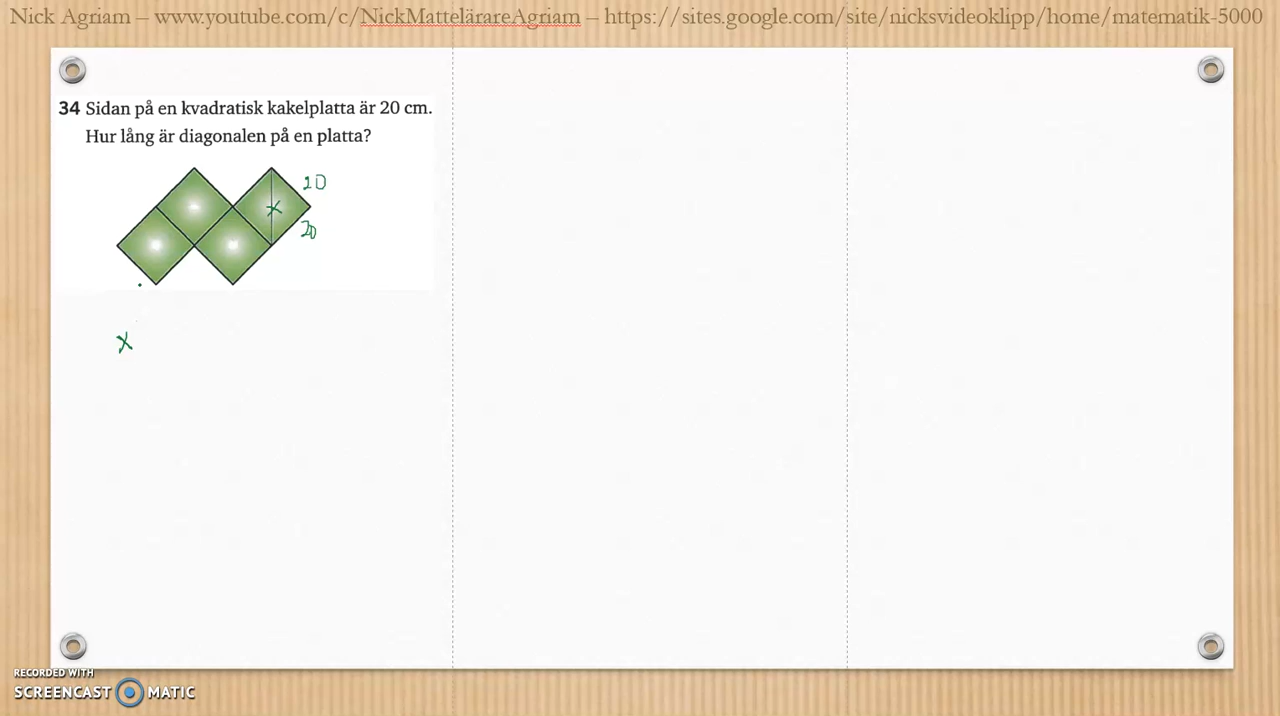 Nick Agriam – www.youtube.com/c/NickMattelärareAgriam – https://sites.google.com/site/nicksvideoklipp/home/matematik-5000
34 Sidan på en kvadratisk kakelplatta är 20 cm.
Hur lång är diagonalen på en platta?
20
x
20
x
RECORDED WITH
SCREENCAST MATIC